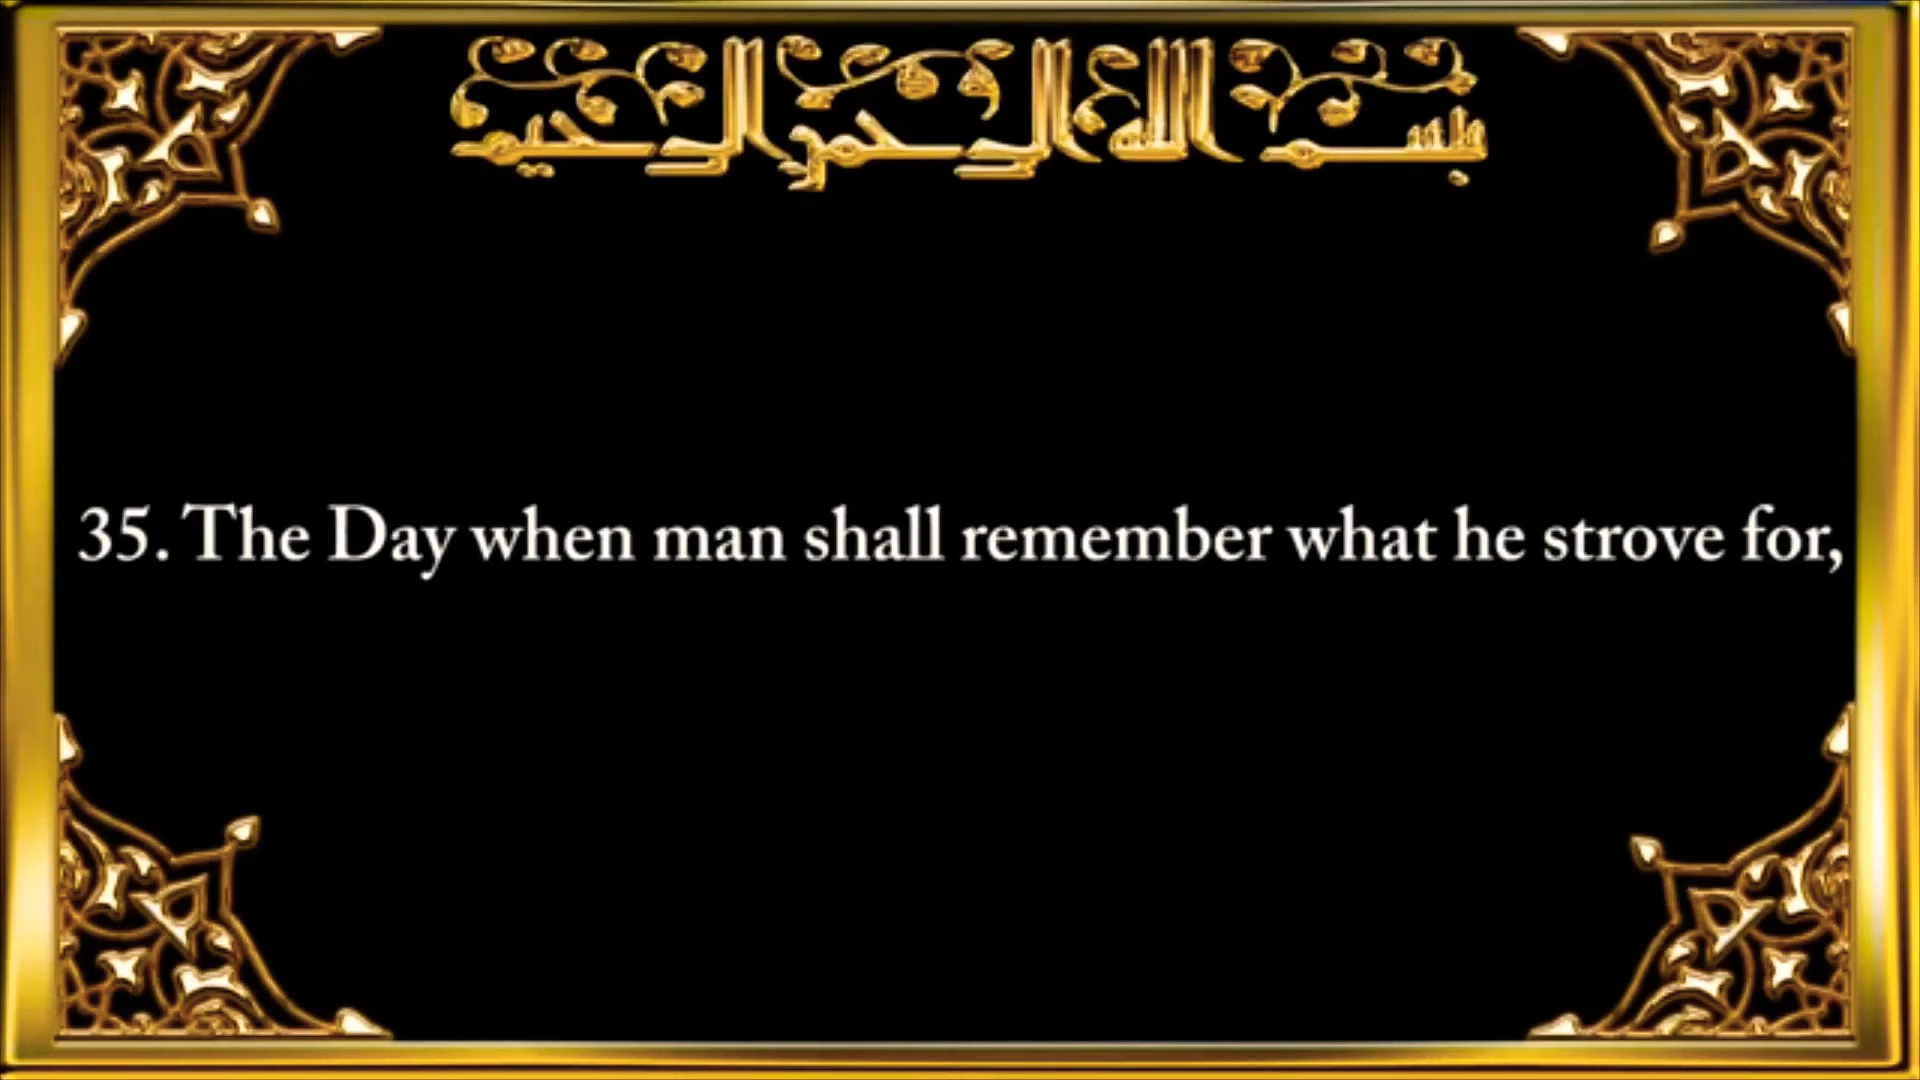 بسم الله الرحمن الرحيم
35. The Day when man shall remember what he strove for,